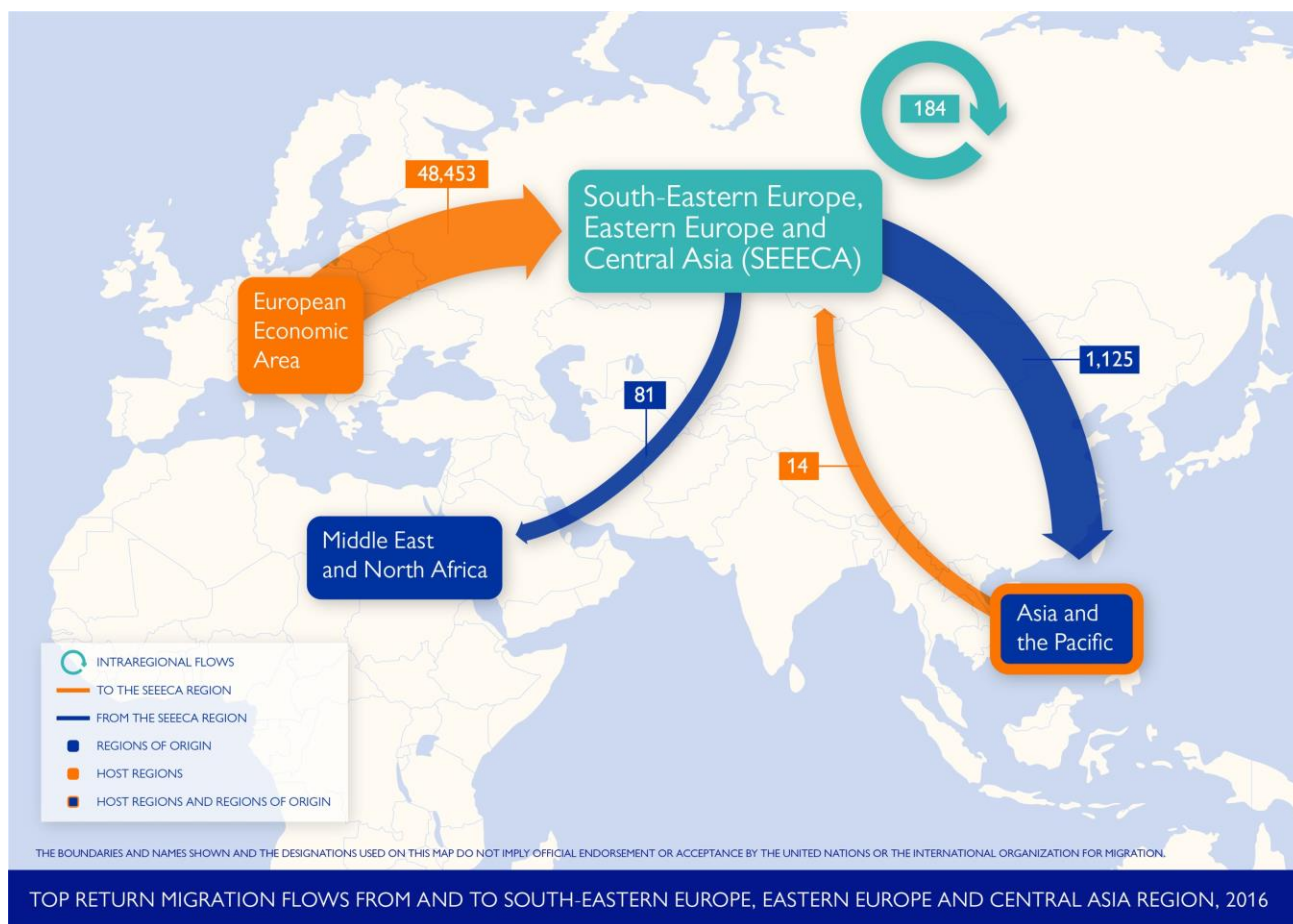 184
48,453
South-Eastern Europe,
Eastern Europe and
Central Asia (SEEECA)
European
Economic
Area
1,125
81
14
Middle East
and North Africa
Asia and
the Pacific
INTRAREGIONAL FLOWS
TO THE SEEECA REGION
FROM THE SEEECA REGION
REGIONS OF ORIGIN
HOST REGIONS
HOST REGIONS AND REGIONS OF ORIGIN
THE BOUNDARIES AND NAMES SHOWN AND THE DESIGNATIONS USED ON THIS MAP DO NOT IMPLY OFFICIAL ENDORSEMENT OR ACCEPTANCE BY THE UNITED NATIONS OR THE INTERNATIONAL ORGANIZATION FOR MIGRATION.
TOP RETURN MIGRATION FLOWS FROM AND TO SOUTH-EASTERN EUROPE, EASTERN EUROPE AND CENTRAL ASIA REGION, 2016